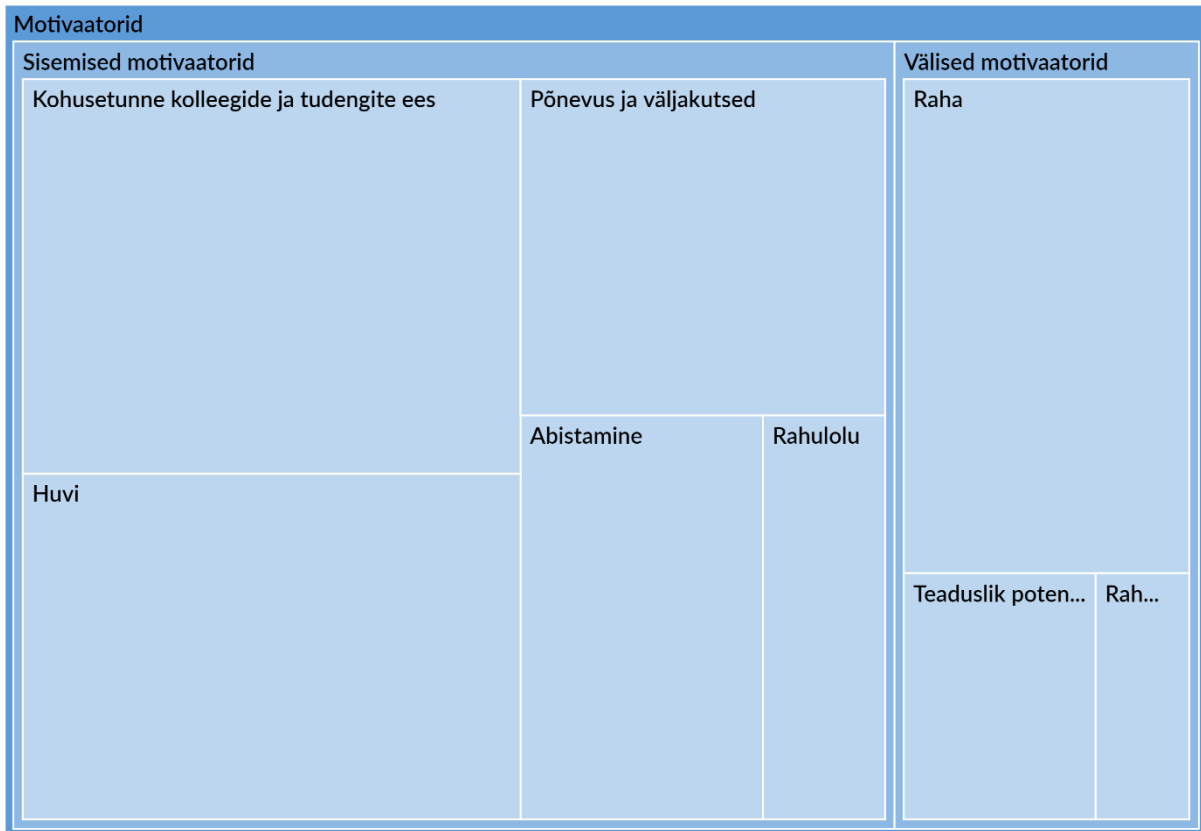 Motivaatorid
Sisemised motivaatorid
Välised motivaatorid
Kohusetunne kolleegide ja tudengite ees
Põnevus ja väljakutsed
Raha
Abistamine
Rahulolu
Huvi
Teaduslik poten...
Rah...